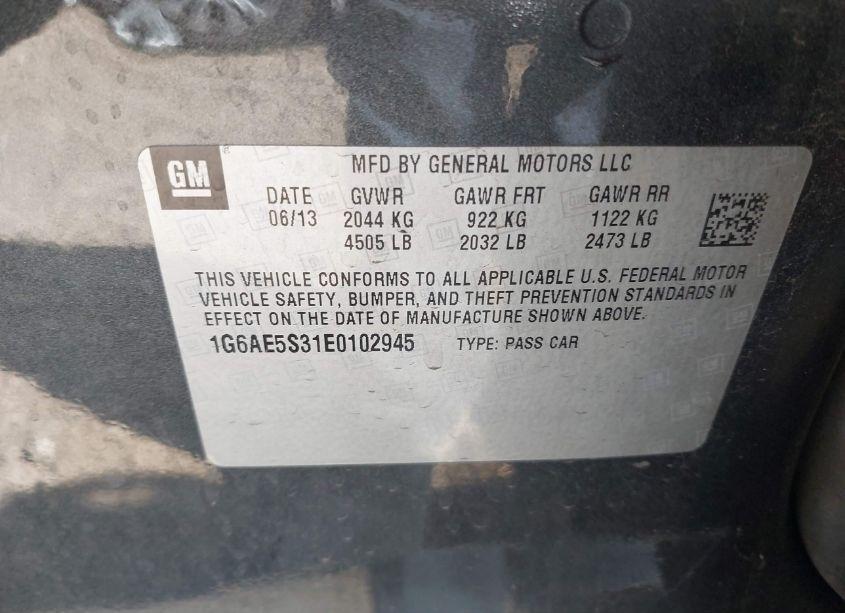 GM
MFD BY GENERAL MOTORS LLC
DATE GVWR GAWR FRT GAWR RR
06/13 2044 KG 922 KG 1122 KG
4505 LB 2032 LB 2473 LB
THIS VEHICLE CONFORMS TO ALL APPLICABLE U.S. FEDERAL MOTOR
VEHICLE SAFETY, BUMPER, AND THEFT PREVENTION STANDARDS IN
EFFECT ON THE DATE OF MANUFACTURE SHOWN ABOVE.
1G6AE5S31E0102945 TYPE: PASS CAR